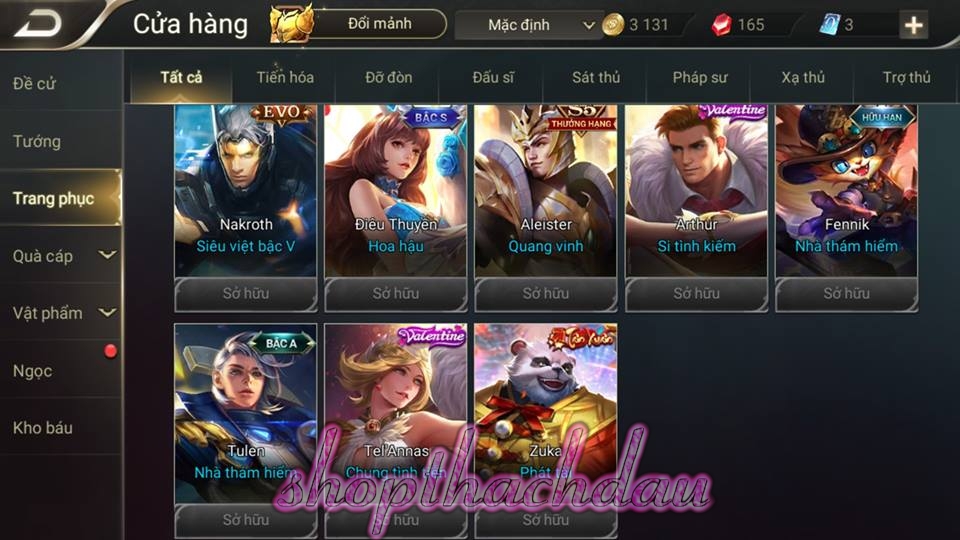 Cửa hàng
Đổi mảnh
Mặc định
3 131
165
3
Đề cử
Tướng
Trang phục
Quà cáp
Vật phẩm
Ngọc
Kho báu
Tất cả
Tiến hóa
Đỡ đòn
Đấu sĩ
Sát thủ
Pháp sư
Xạ thủ
Trợ thủ
EVO
Nakroth
Siêu việt bậc V
Sở hữu
BẬC S
Điêu Thuyền
Hoa hậu
Sở hữu
S5
THƯỞNG HẠNG
Aleister
Quang vinh
Sở hữu
Valentine
Arthur
Si tình kiếm
Sở hữu
HỮU HẠN
Fennik
Nhà thám hiểm
Sở hữu
BẬC A
Tulen
Nhà thám hiểm
Sở hữu
Valentine
Tel'Annas
Chung tình tiễn
Sở hữu
Tân Xuân
Zuka
Phát tài
Sở hữu
shopthachdau